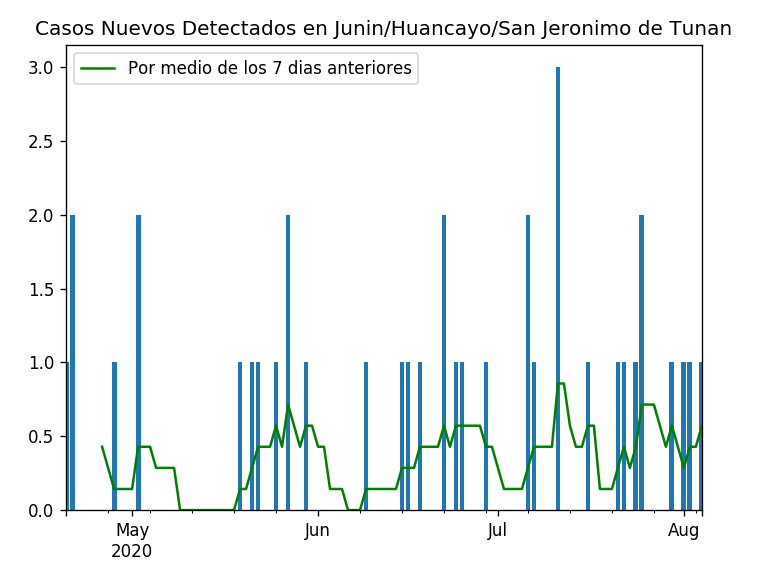 Casos Nuevos Detectados en Junin/Huancayo/San Jeronimo de Tunan
Por medio de los 7 dias anteriores
3.0
2.5
2.0
1.5
1.0
0.5
0.0
May Jun Jul Aug
2020